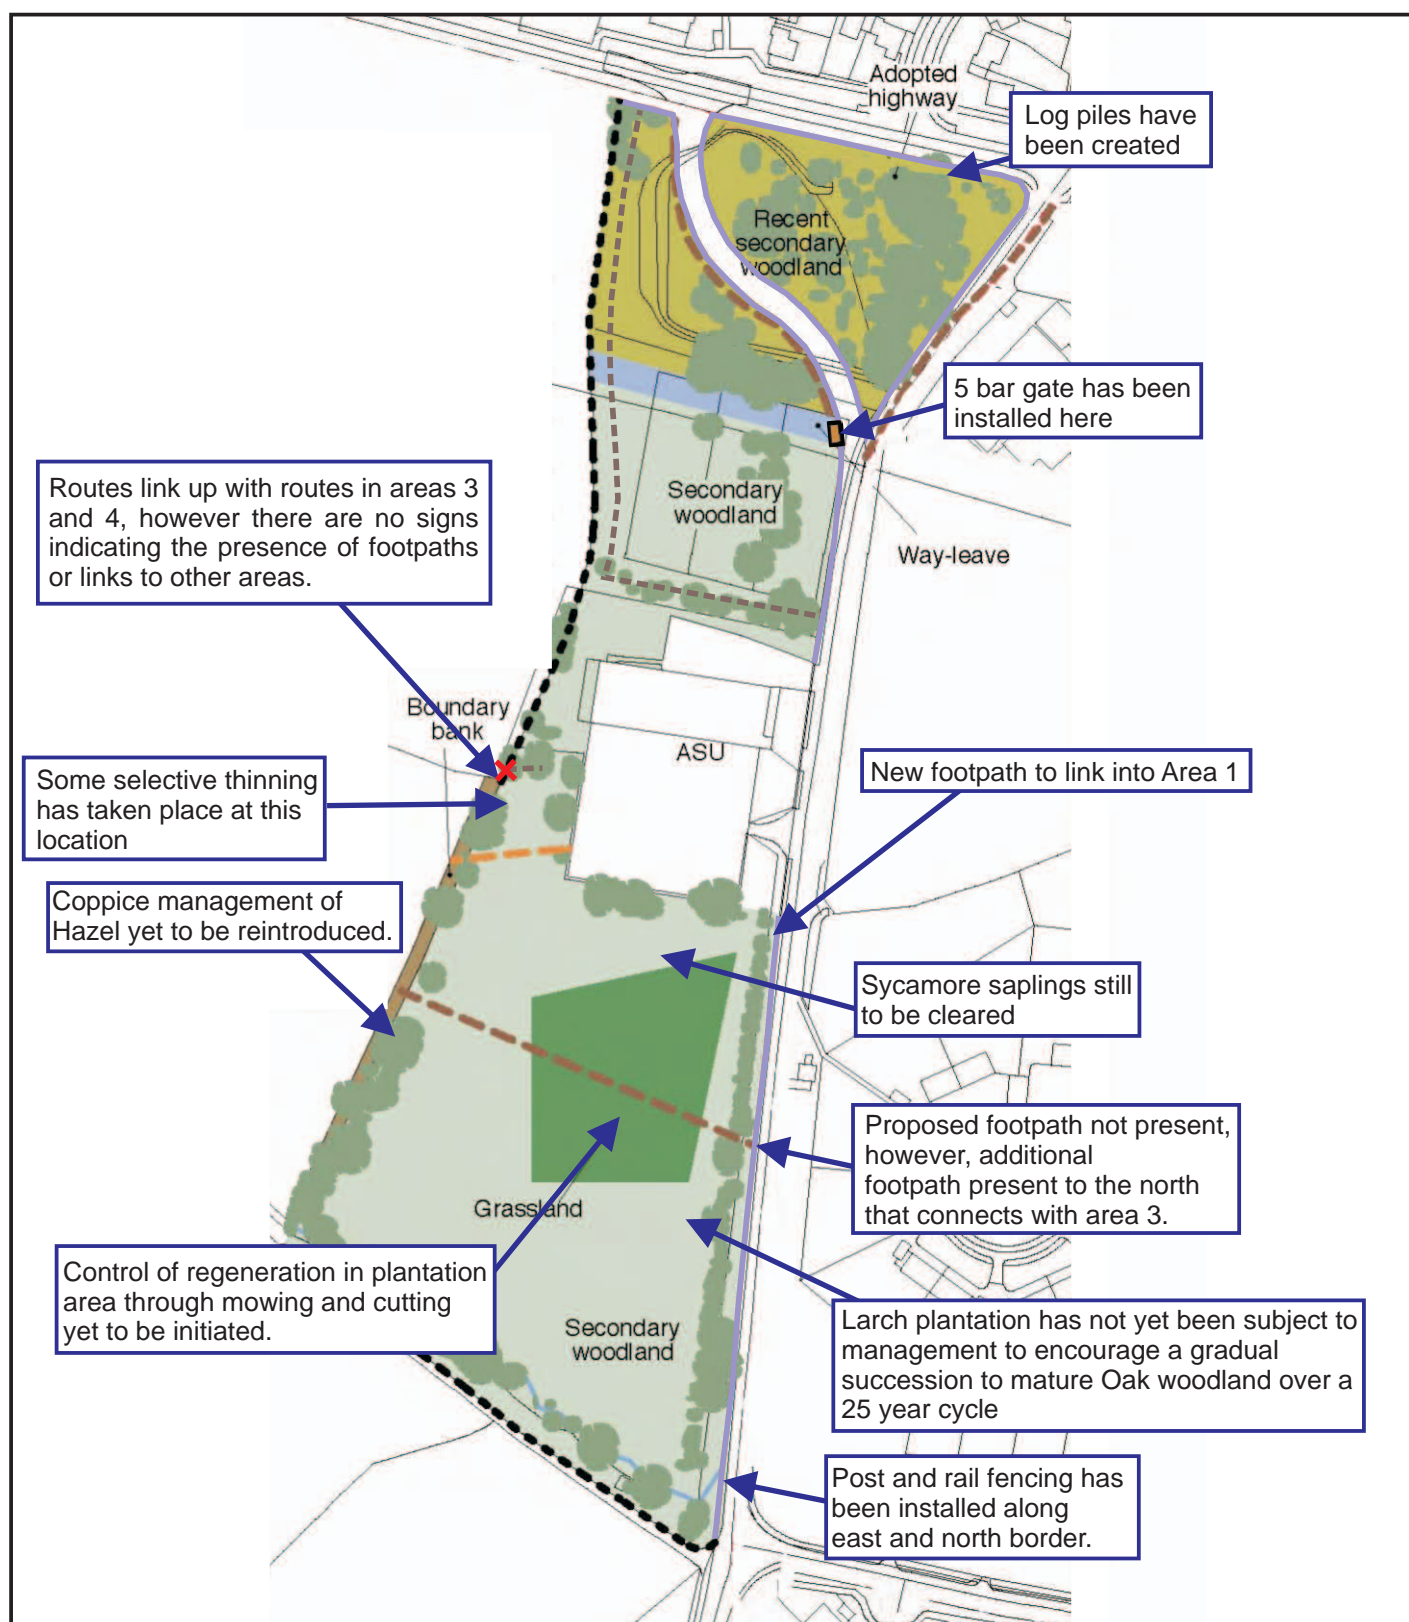 Adopted
highway
Log piles have
been created
Recent
secondary
woodland
5 bar gate has been
installed here
Routes link up with routes in areas 3
and 4, however there are no signs
indicating the presence of footpaths
or links to other areas.
Secondary
woodland
Way-leave
Boundary
bank
ASU
New footpath to link into Area 1
Some selective thinning
has taken place at this
location
Coppice management of
Hazel yet to be reintroduced.
Sycamore saplings still
to be cleared
Proposed footpath not present,
however, additional
footpath present to the north
that connects with area 3.
Grassland
Control of regeneration in plantation
area through mowing and cutting
yet to be initiated.
Secondary
woodland
Larch plantation has not yet been subject to
management to encourage a gradual
succession to mature Oak woodland over a
25 year cycle
Post and rail fencing has
been installed along
east and north border.